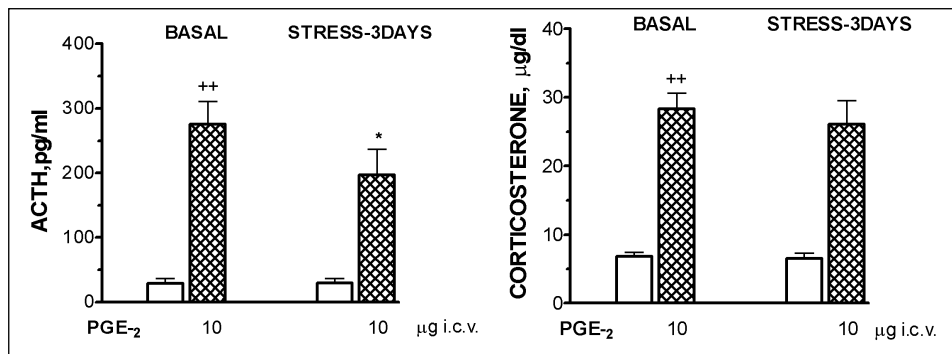 BASAL STRESS-3DAYS
++
*
ACTH,pg/ml
400
300
200
100
0
PGE-2 10 10 μg i.c.v.
BASAL STRESS-3DAYS
++
CORTICOSTERONE, μg/dl
40
30
20
10
0
PGE-2 10 10 μg i.c.v.